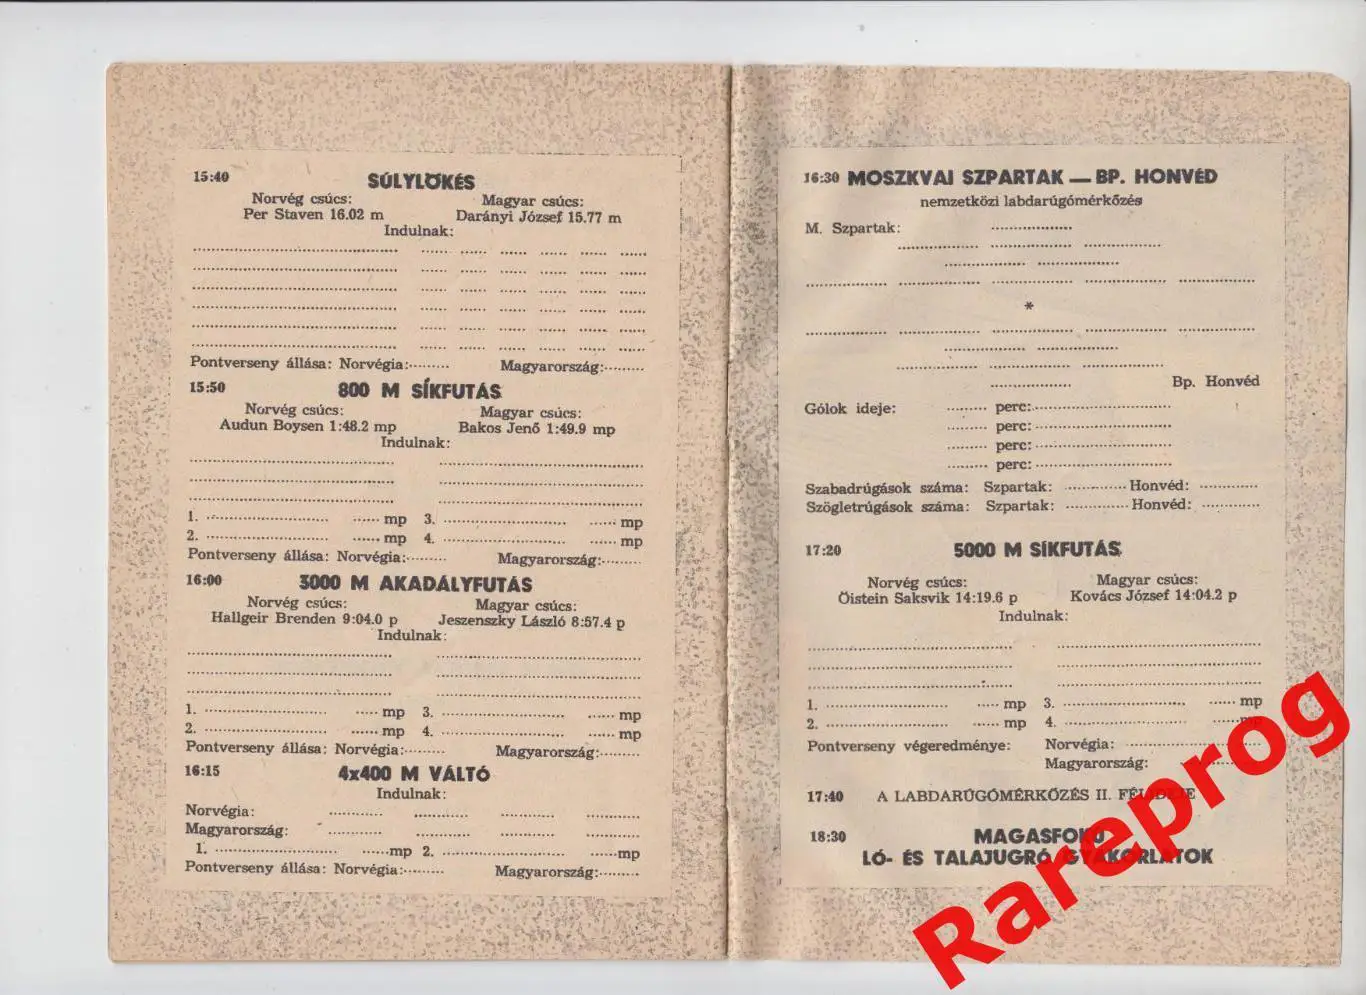 15:40 SÚLYLÖKÉS
Norvég csúcs: Magyar csúcs:
Per Staven 16.02 m Darányi József 15.77 m
Indulnak:
Pontverseny állása: Norvégia: Magyarország:
15:50 800 M SÍKFUTÁS
Norvég csúcs: Magyar csúcs:
Audun Boysen 1:48.2 mp Bakos Jenő 1:49.9 mp
Indulnak:
1. mp 3. mp
2. mp 4. mp
Pontverseny állása: Norvégia: Magyarország:
16:00 3000 M AKADÁLYFUTÁS
Norvég csúcs: Magyar csúcs:
Hallgeir Brenden 9:04.0 p Jeszenszky László 8:57.4 p
Indulnak:
1. mp 3. mp
2. mp 4. mp
Pontverseny állása: Norvégia: Magyarország:
16:15 4x400 M VÁLTÓ
Indulnak:
Norvégia:
Magyarország:
1. mp 2. mp
Pontverseny állása: Norvégia: Magyarország:
16:30 MOSZKVAI SZPARTAK — BP. HONVÉD
nemzetközi labdarúgómérkőzés
M. Szpartak:
*
Bp. Honvéd
Gólok ideje: perc:
perc:
perc:
perc:
Szabadrúgások száma: Szpartak: Honvéd:
Szögletrúgások száma: Szpartak: Honvéd:
17:20 5000 M SÍKFUTÁS
Norvég csúcs: Magyar csúcs:
Öistein Saksvik 14:19.6 p Kovács József 14:04.2 p
Indulnak:
1. mp 3. mp
2. mp 4. mp
Pontverseny végeredménye: Norvégia:
Magyarország:
17:40 A LABDARÚGÓMÉRKŐZÉS II. FÉLIDEJE
18:30 MAGASFOKÚ
LÓ- ÉS TALAJUGRÓ GYAKORLATOK
Rareprog